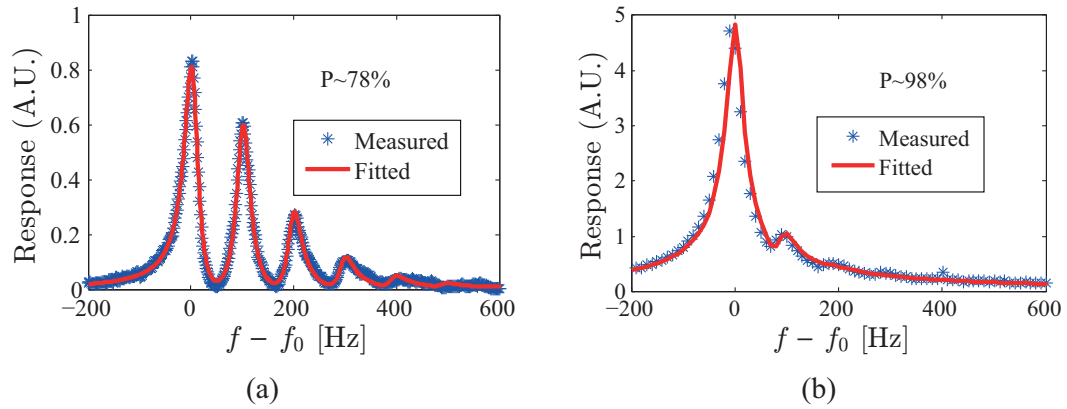 1
0.8
0.6
0.4
0.2
0
Response (A.U.)
P~78%
Measured
Fitted
−200 0 200 400 600
f − f0 [Hz]
(a)
5
4
3
2
1
0
Response (A.U.)
P~98%
Measured
Fitted
−200 0 200 400 600
f − f0 [Hz]
(b)